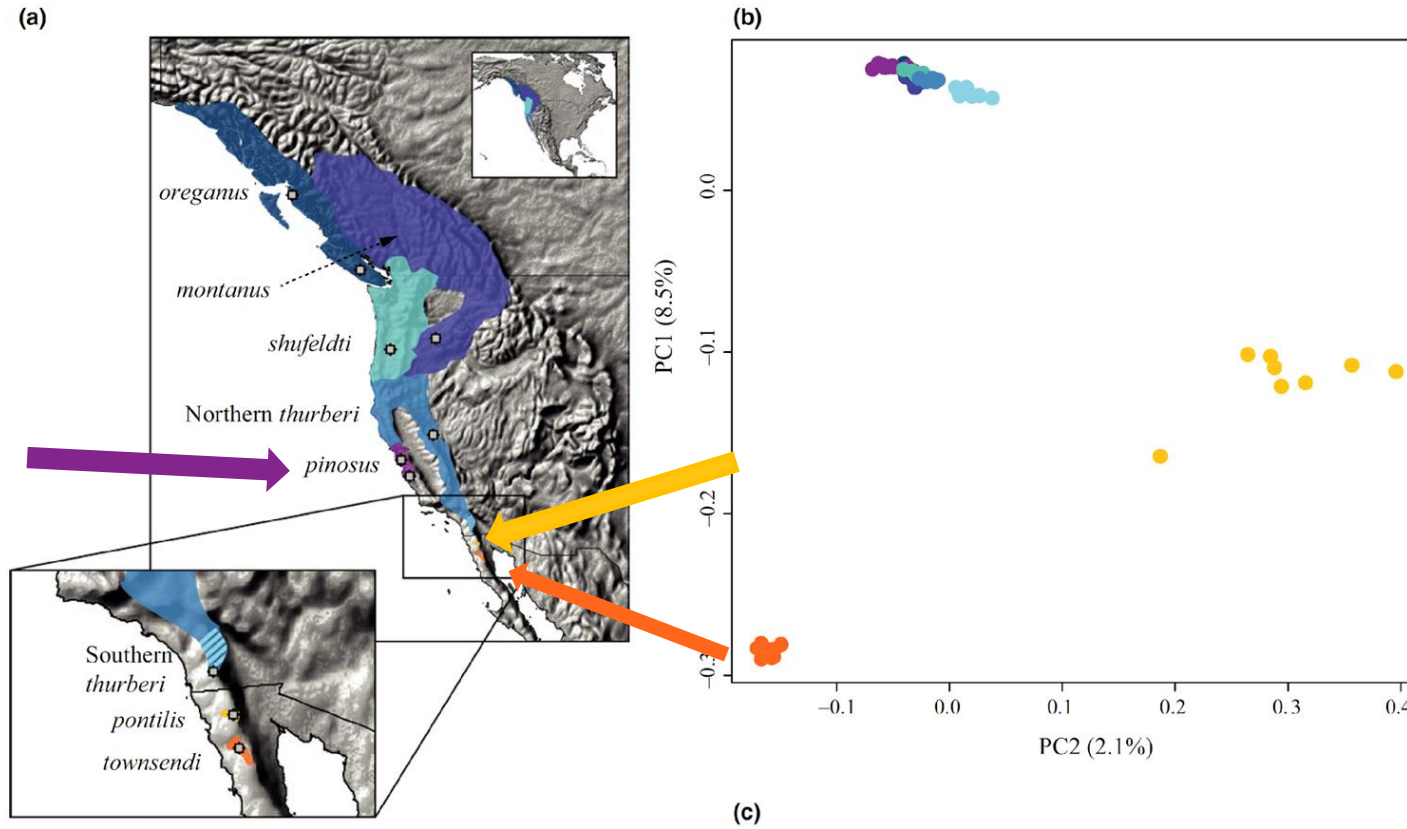 (a)
oreganus
montanus
shufeldti
Northern thurberi
pinosus
Southern
thurberi
pontilis
townsendi
(b)
PC1 (8.5%)
0.0
−0.1
−0.2
−0.3
−0.1
0.0
0.1
0.2
0.3
0.4
PC2 (2.1%)
(c)